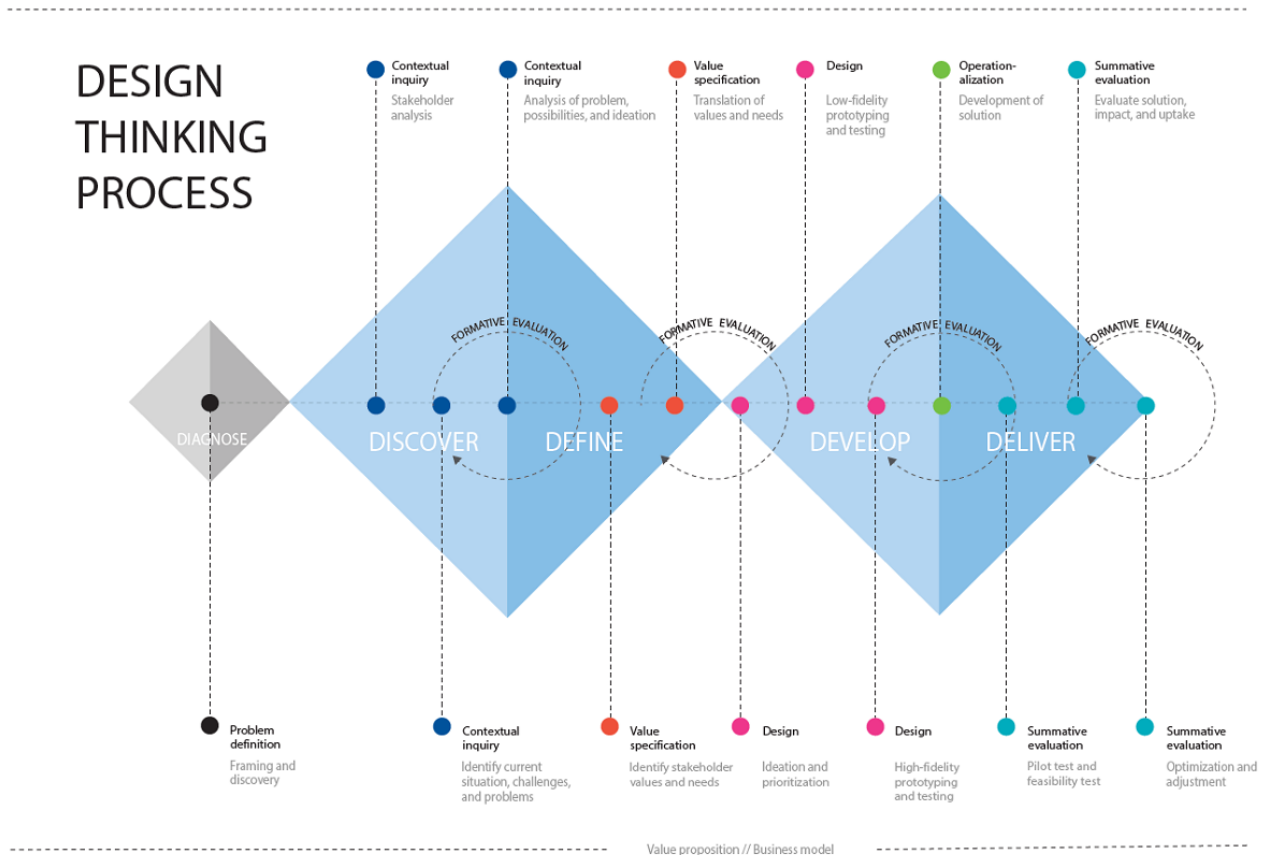 DESIGN
THINKING
PROCESS
Contextual
inquiry
Stakeholder
analysis
Contextual
inquiry
Analysis of problem,
possibilities, and ideation
Value
specification
Translation of
values and needs
Design
Low-fidelity
prototyping
and testing
Operation-
alization
Development of
solution
Summative
evaluation
Evaluate solution,
impact, and uptake
FORMATIVE EVALUATION
FORMATIVE EVALUATION
FORMATIVE EVALUATION
FORMATIVE EVALUATION
DIAGNOSE
DISCOVER
DEFINE
DEVELOP
DELIVER
Problem
definition
Framing and
discovery
Contextual
inquiry
Identify current
situation, challenges,
and problems
Value
specification
Identify stakeholder
values and needs
Design
Ideation and
prioritization
Design
High-fidelity
prototyping
and testing
Summative
evaluation
Pilot test and
feasibility test
Summative
evaluation
Optimization and
adjustment
Value proposition // Business model